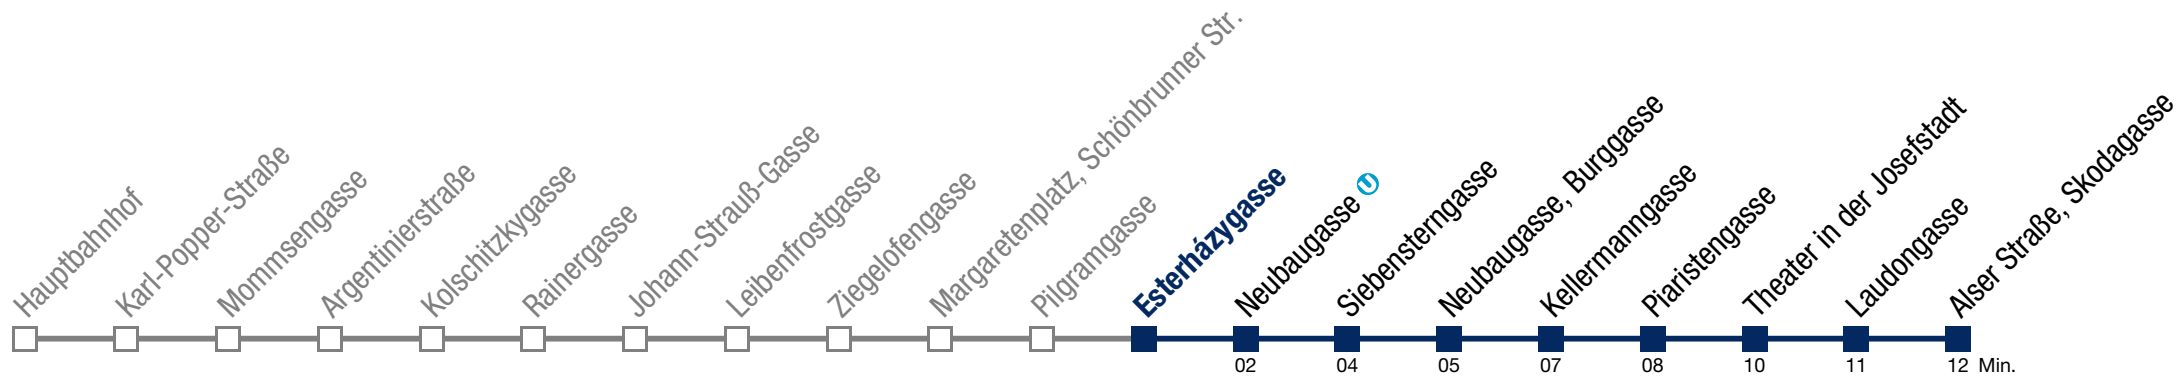 Hauptbahnhof
Karl-Popper-Straße
Mommsengasse
Argentinierstraße
Kolschitzkygasse
Rainergasse
Johann-Strauß-Gasse
Leibenfrostgasse
Ziegelofengasse
Margaretenplatz, Schönbrunner Str.
Pilgramgasse
Esterházygasse
Neubaugasse U
Siebensterngasse
Neubaugasse, Burggasse
Kellermanngasse
Piaristengasse
Theater in der Josefstadt
Laudongasse
Alser Straße, Skodagasse
02 04 05 07 08 10 11 12 Min.